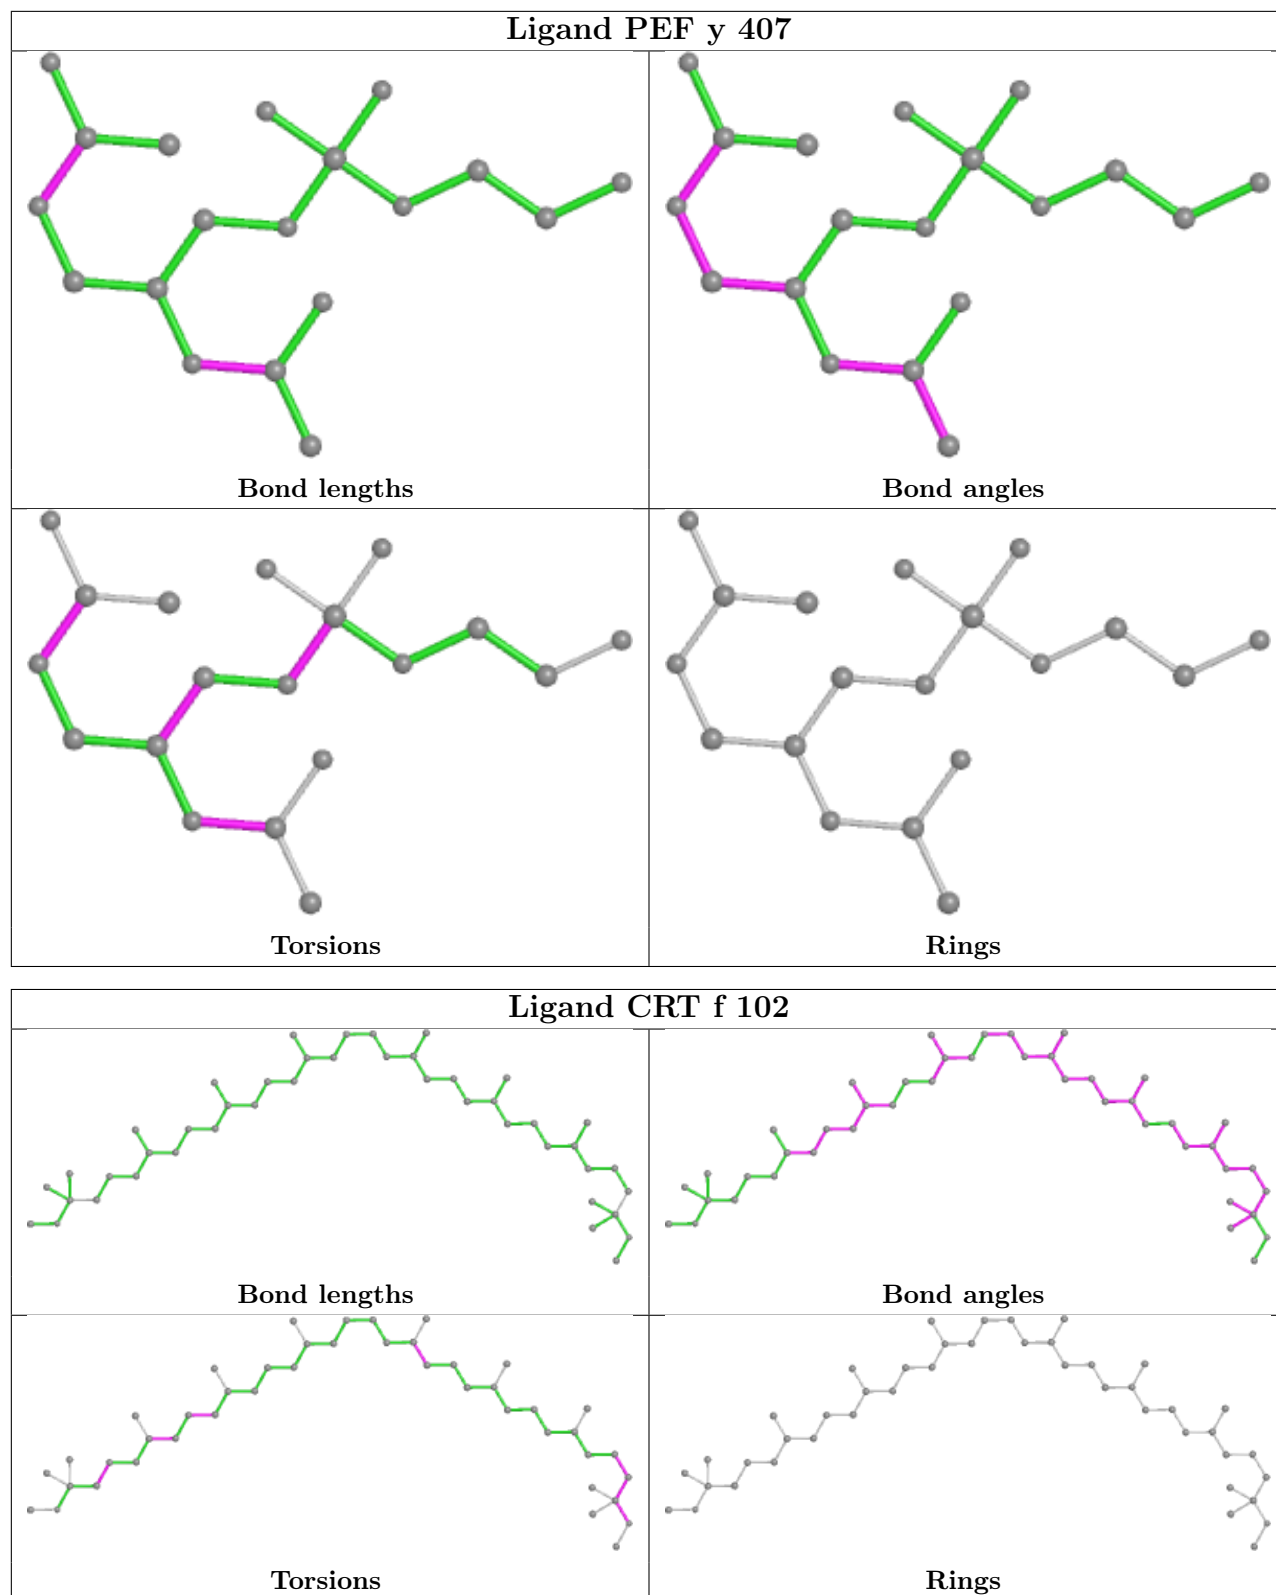 Ligand PEF y 407
Bond lengths
Bond angles
Torsions
Rings
Ligand CRT f 102
Bond lengths
Bond angles
Torsions
Rings